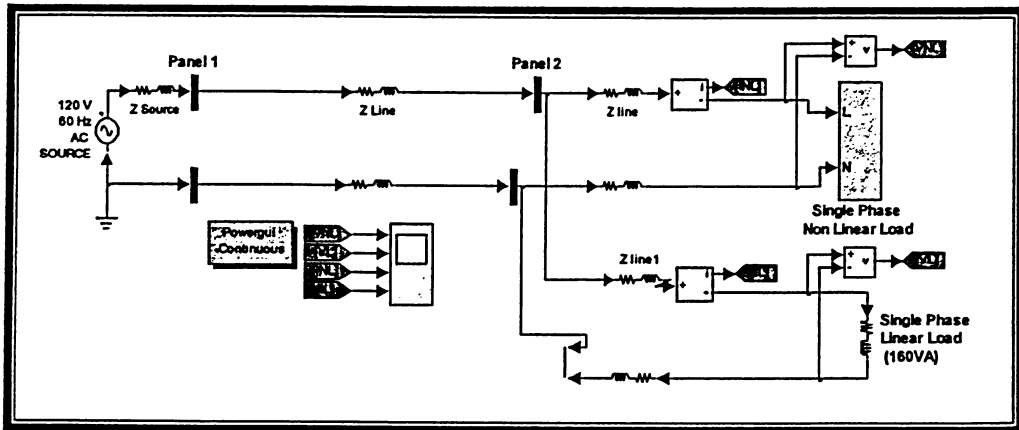 Panel 1
Panel 2
120 V
60 Hz
AC
SOURCE
Z Source
Z Line
Z line
+
i
-
+
-
v
L
N
Single Phase
Non Linear Load
Powergui
-Continuous
Z line1
+
i
-
+
-
v
Single Phase
Linear Load
(160VA)